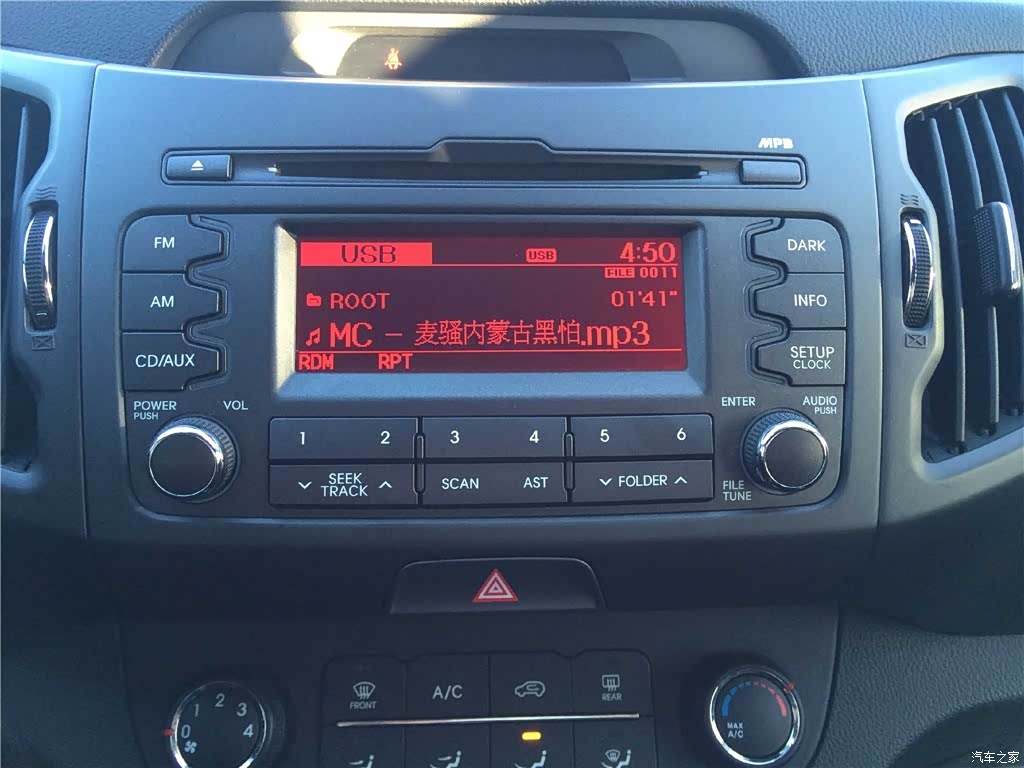 MP3
FM
AM
CD/AUX
POWER
PUSH
VOL
USB
USB
4:50
FILE 0011
ROOT
01'41"
MC - 麦骚内蒙古黑怕.mp3
RDM RPT
DARK
INFO
SETUP
CLOCK
ENTER
AUDIO
PUSH
1 2 3 4 5 6
SEEK
TRACK
SCAN AST
FOLDER
FILE
TUNE
0 1 2 3 4
FRONT
A/C
REAR
MAX
A/C
汽车之家